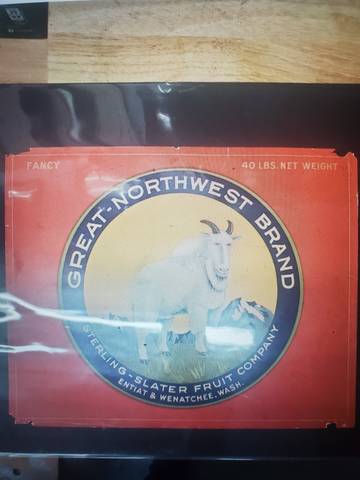 FANCY
40 LBS. NET WEIGHT
GREAT-NORTHWEST BRAND
STERLING-SLATER FRUIT COMPANY
ENTIAT & WENATCHEE, WASH.